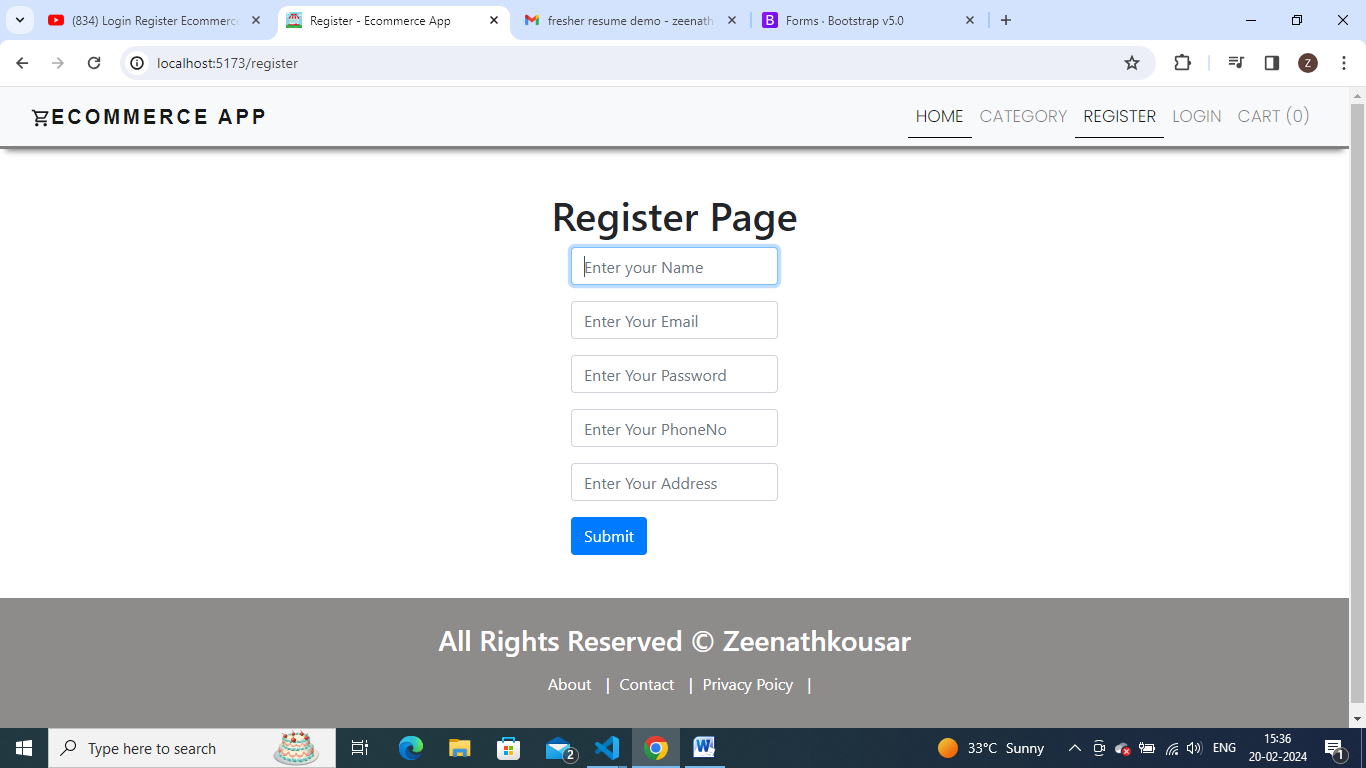 (834) Login Register Ecommerce
Register - Ecommerce App
fresher resume demo - zeenath
B Forms · Bootstrap v5.0
localhost:5173/register
Z
ECOMMERCE APP
HOME CATEGORY REGISTER LOGIN CART (0)
Register Page
Enter your Name
Enter Your Email
Enter Your Password
Enter Your PhoneNo
Enter Your Address
Submit
All Rights Reserved © Zeenathkousar
About | Contact | Privacy Poicy |
Type here to search
2
33°C Sunny
ENG
15:36
20-02-2024
1